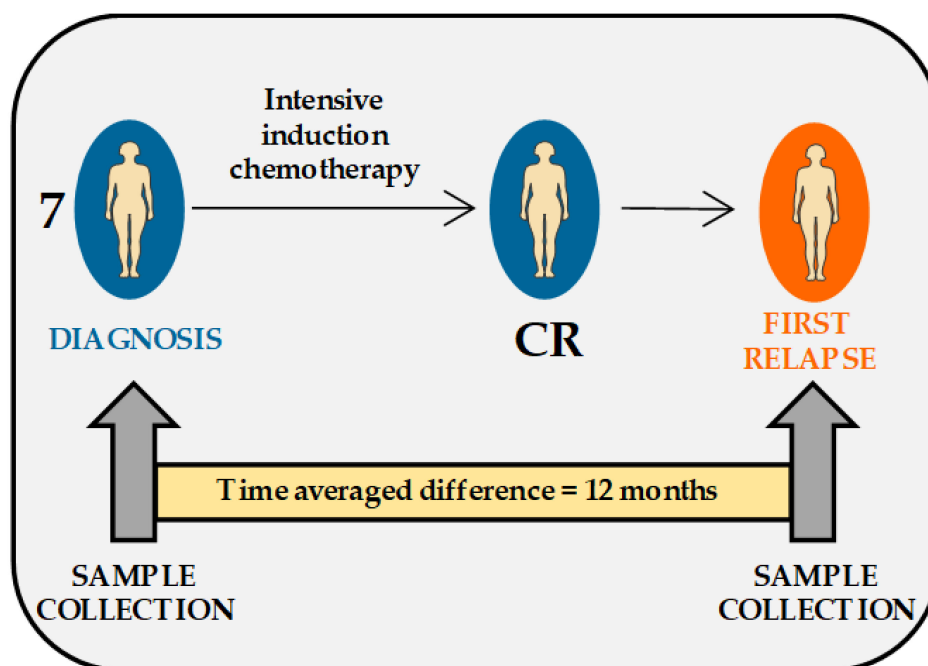 Intensive
induction
chemotherapy
7
DIAGNOSIS
CR
FIRST
RELAPSE
Time averaged difference = 12 months
SAMPLE
COLLECTION
SAMPLE
COLLECTION